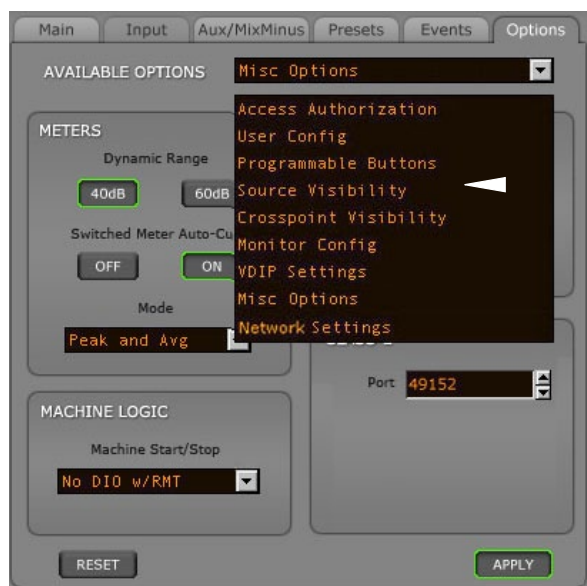 Main Input Aux/MixMinus Presets Events Options
AVAILABLE OPTIONS Misc Options
Access Authorization
User Config
Programmable Buttons
Source Visibility
Crosspoint Visibility
Monitor Config
VDIP Settings
Misc Options
Network Settings
METERS
Dynamic Range
40dB 60dB
Switched Meter Auto-Cu
OFF ON
Mode
Peak and Avg
Port 49152
MACHINE LOGIC
Machine Start/Stop
No DIO w/RMT
RESET APPLY